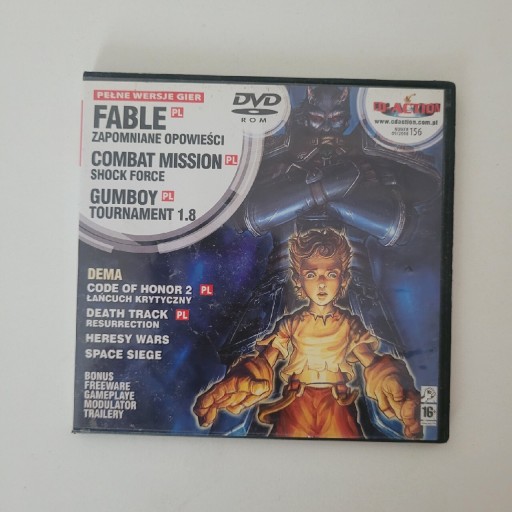 PEŁNE WERSJE GIER
FABLE PL
ZAPOMNIANE OPOWIEŚCI
COMBAT MISSION PL
SHOCK FORCE
GUMBOY PL
TOURNAMENT 1.8
DVD
ROM
CD-ACTION
www.cdaction.com.pl
NUMER 156
DEMA
CODE OF HONOR 2 PL
ŁAŃCUCH KRYTYCZNY
DEATH TRACK PL
RESURRECTION
HERESY WARS
SPACE SIEGE
BONUS
FREEWARE
GAMEPLAYE
MODULATOR
TRAILERY
16+